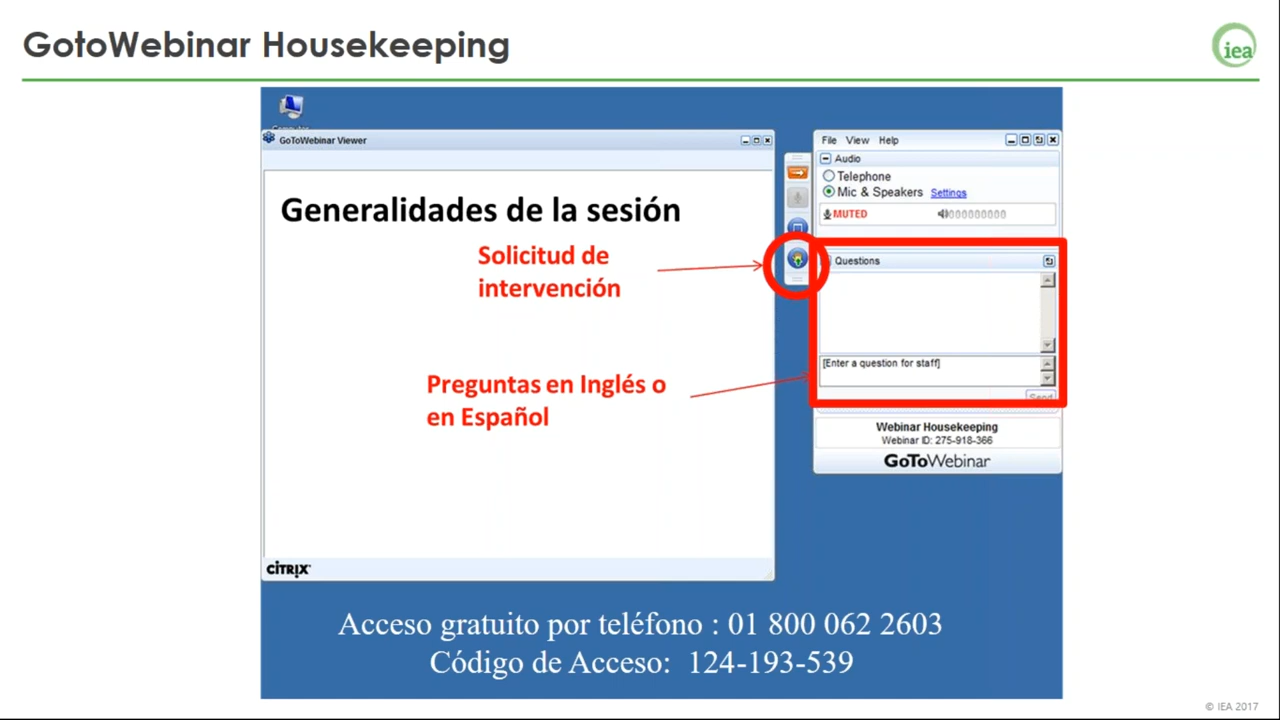 GotoWebinar Housekeeping
iea
GoToWebinar Viewer
File View Help
Audio
Telephone
Mic & Speakers Settings
MUTED
Generalidades de la sesión
Solicitud de
intervención
Questions
[Enter a question for staff]
Preguntas en Inglés o
en Español
Send
Webinar Housekeeping
Webinar ID: 275-918-366
GoToWebinar
CITRIX
Acceso gratuito por teléfono : 01 800 062 2603
Código de Acceso: 124-193-539
© IEA 2017